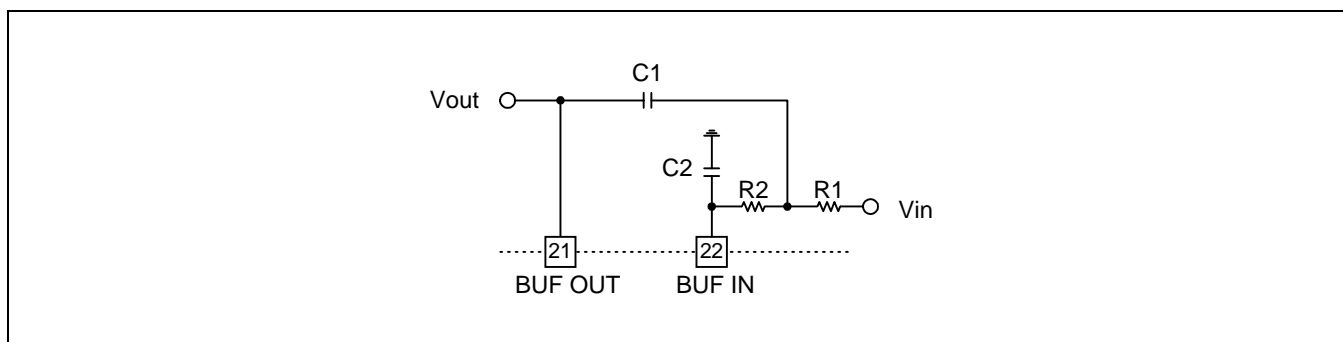 C1
Vout
C2
R2 R1
Vin
21 22
BUF OUT BUF IN